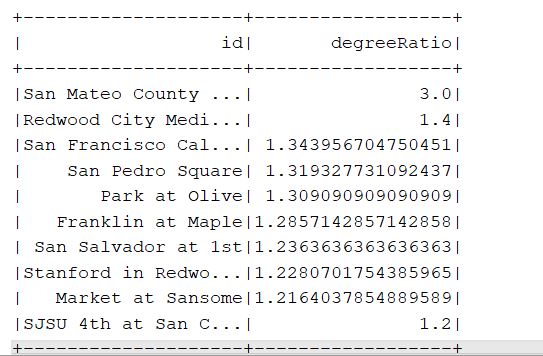 +--------------------+------------------+
|                  id|       degreeRatio|
+--------------------+------------------+
|San Mateo County ...|               3.0|
|Redwood City Medi...|               1.4|
|San Francisco Cal...| 1.343956704750451|
|    San Pedro Square| 1.319327731092437|
|       Park at Olive| 1.309090909090909|
|   Franklin at Maple|1.2857142857142858|
| San Salvador at 1st|1.2363636363636363|
|Stanford in Redwo...|1.2280701754385965|
|   Market at Sansome|1.2164037854889589|
|SJSU 4th at San C...|               1.2|
+--------------------+------------------+